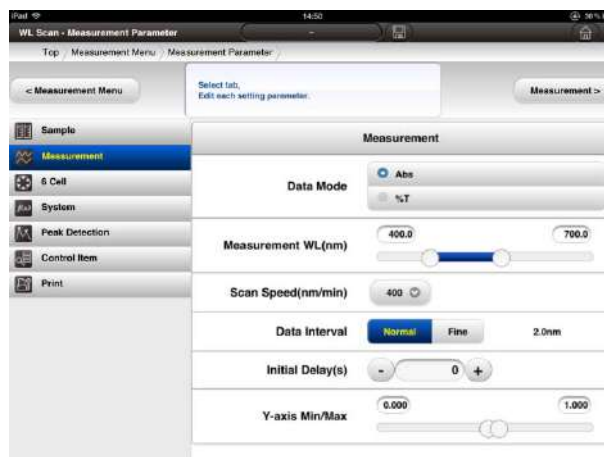 iPad 14:50
WL Scan - Measurement Parameter -
Top / Measurement Menu / Measurement Parameter /
< Measurement Menu
Select tab,
Edit each setting parameter.
Measurement >
Sample
Measurement
6 Cell
System
Peak Detection
Control Item
Print
Measurement
Data Mode
Abs
%T
Measurement WL(nm)
400.0 700.0
Scan Speed(nm/min) 400
Data Interval Normal Fine 2.0nm
Initial Delay(s) - 0 +
Y-axis Min/Max
0.000 1.000